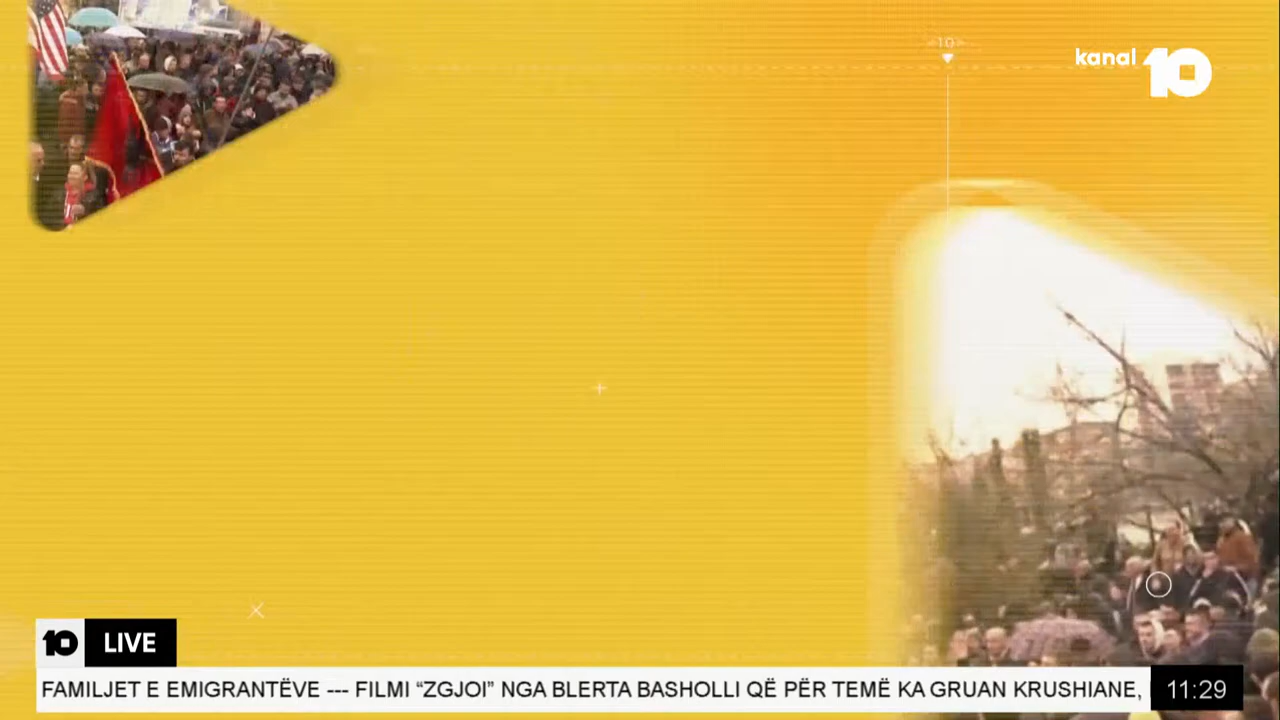 10
kanal 10
10 LIVE
FAMILJET E EMIGRANTËVE --- FILMI “ZGJOI” NGA BLERTA BASHOLLI QË PËR TEMË KA GRUAN KRUSHIANE,
11:29